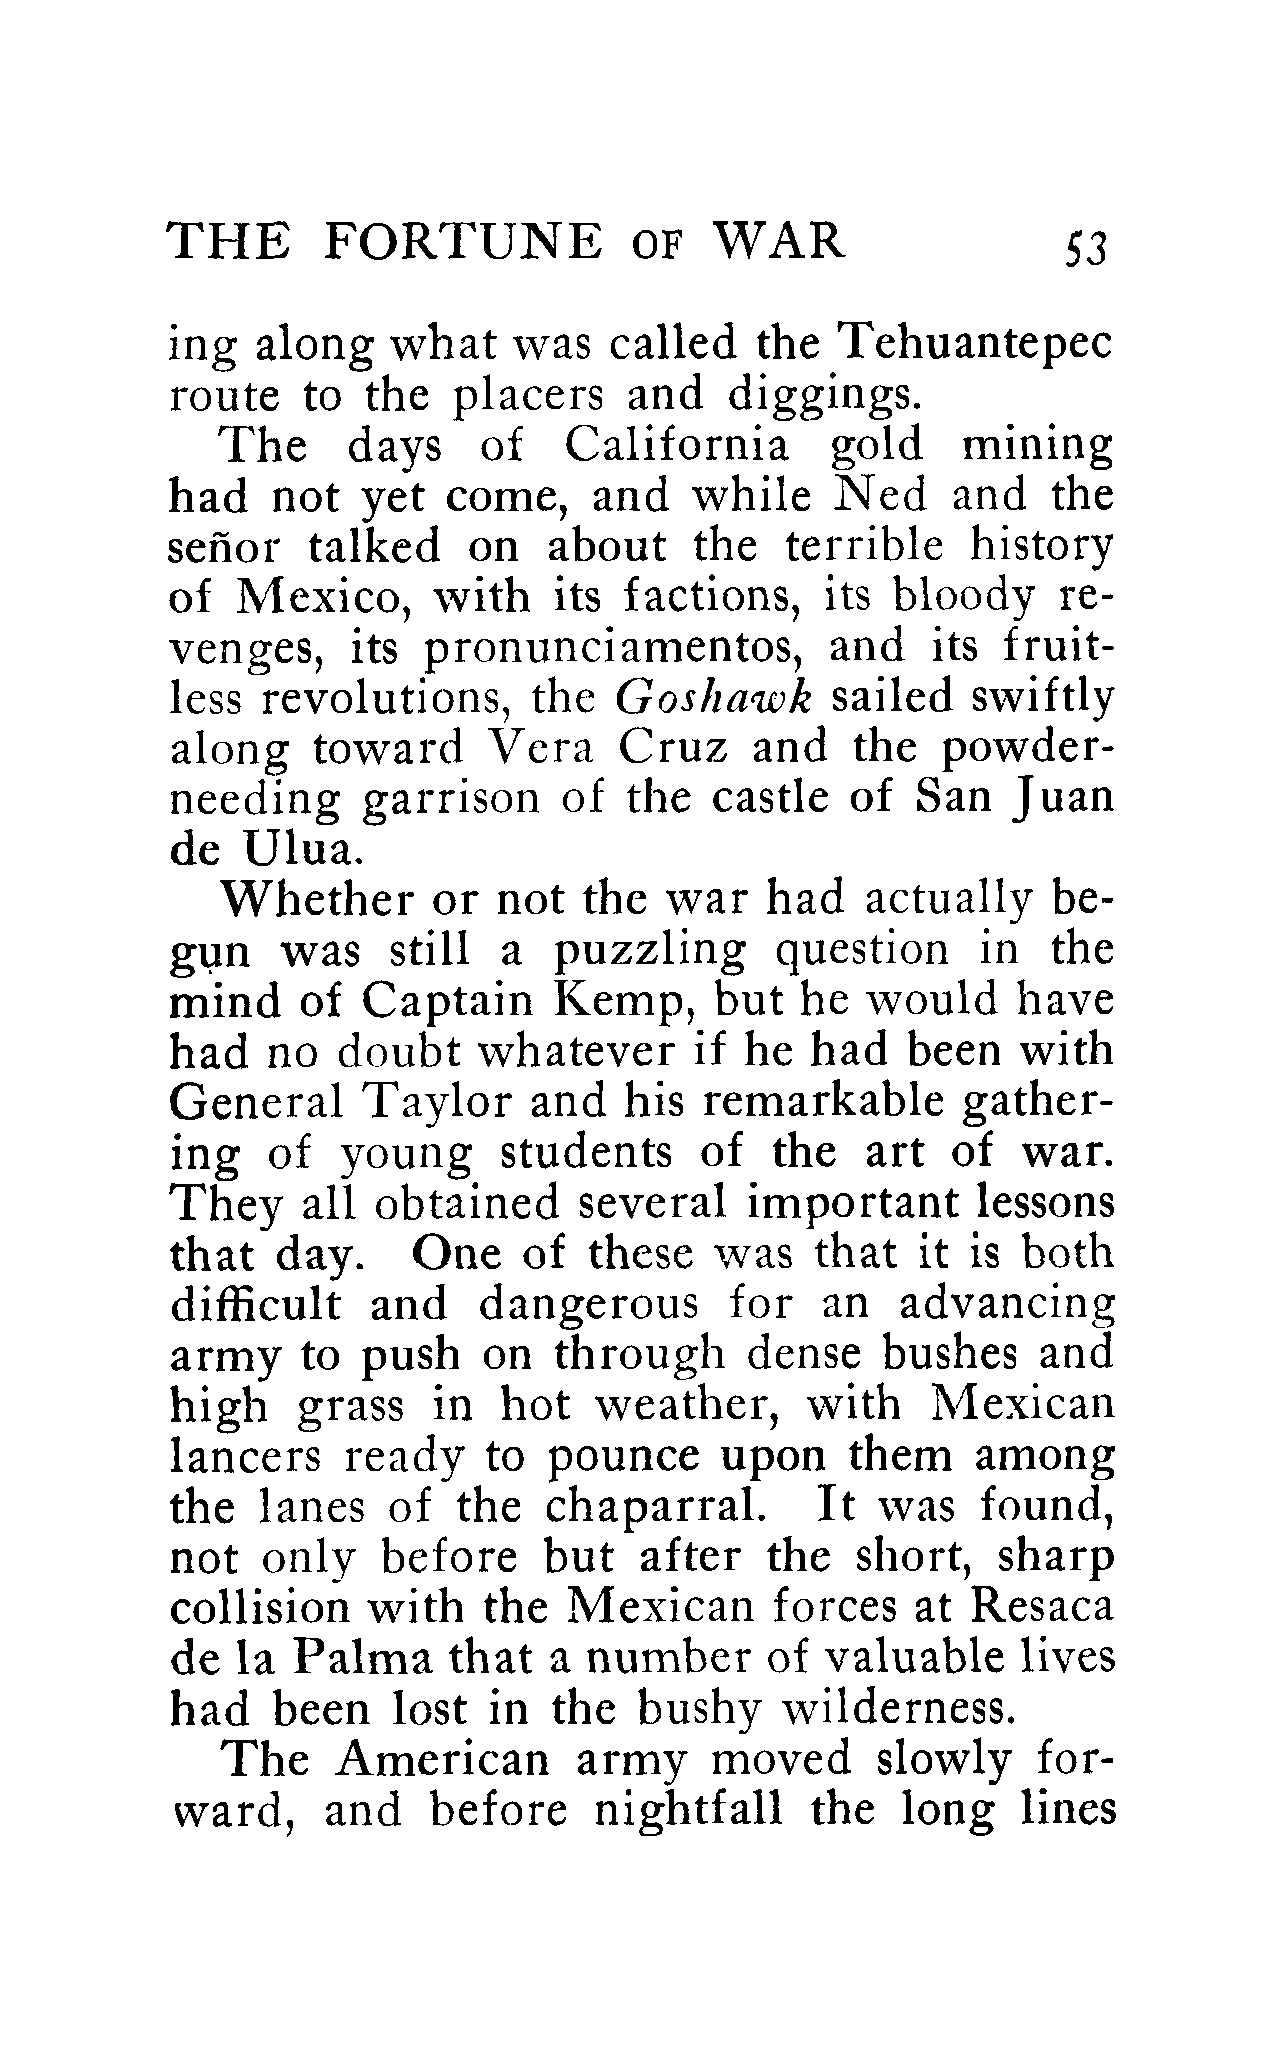 THE FORTUNE OF WAR 53
ing along what was called the Tehuantepec
route to the placers and diggings.
The days of California gold mining
had not yet come, and while Ned and the
señor talked on about the terrible history
of Mexico, with its factions, its bloody re-
venges, its pronunciamentos, and its fruit-
less revolutions, the Goshawk sailed swiftly
along toward Vera Cruz and the powder-
needing garrison of the castle of San Juan
de Ulua.
Whether or not the war had actually be-
gun was still a puzzling question in the
mind of Captain Kemp, but he would have
had no doubt whatever if he had been with
General Taylor and his remarkable gather-
ing of young students of the art of war.
They all obtained several important lessons
that day. One of these was that it is both
difficult and dangerous for an advancing
army to push on through dense bushes and
high grass in hot weather, with Mexican
lancers ready to pounce upon them among
the lanes of the chaparral. It was found,
not only before but after the short, sharp
collision with the Mexican forces at Resaca
de la Palma that a number of valuable lives
had been lost in the bushy wilderness.
The American army moved slowly for-
ward, and before nightfall the long lines